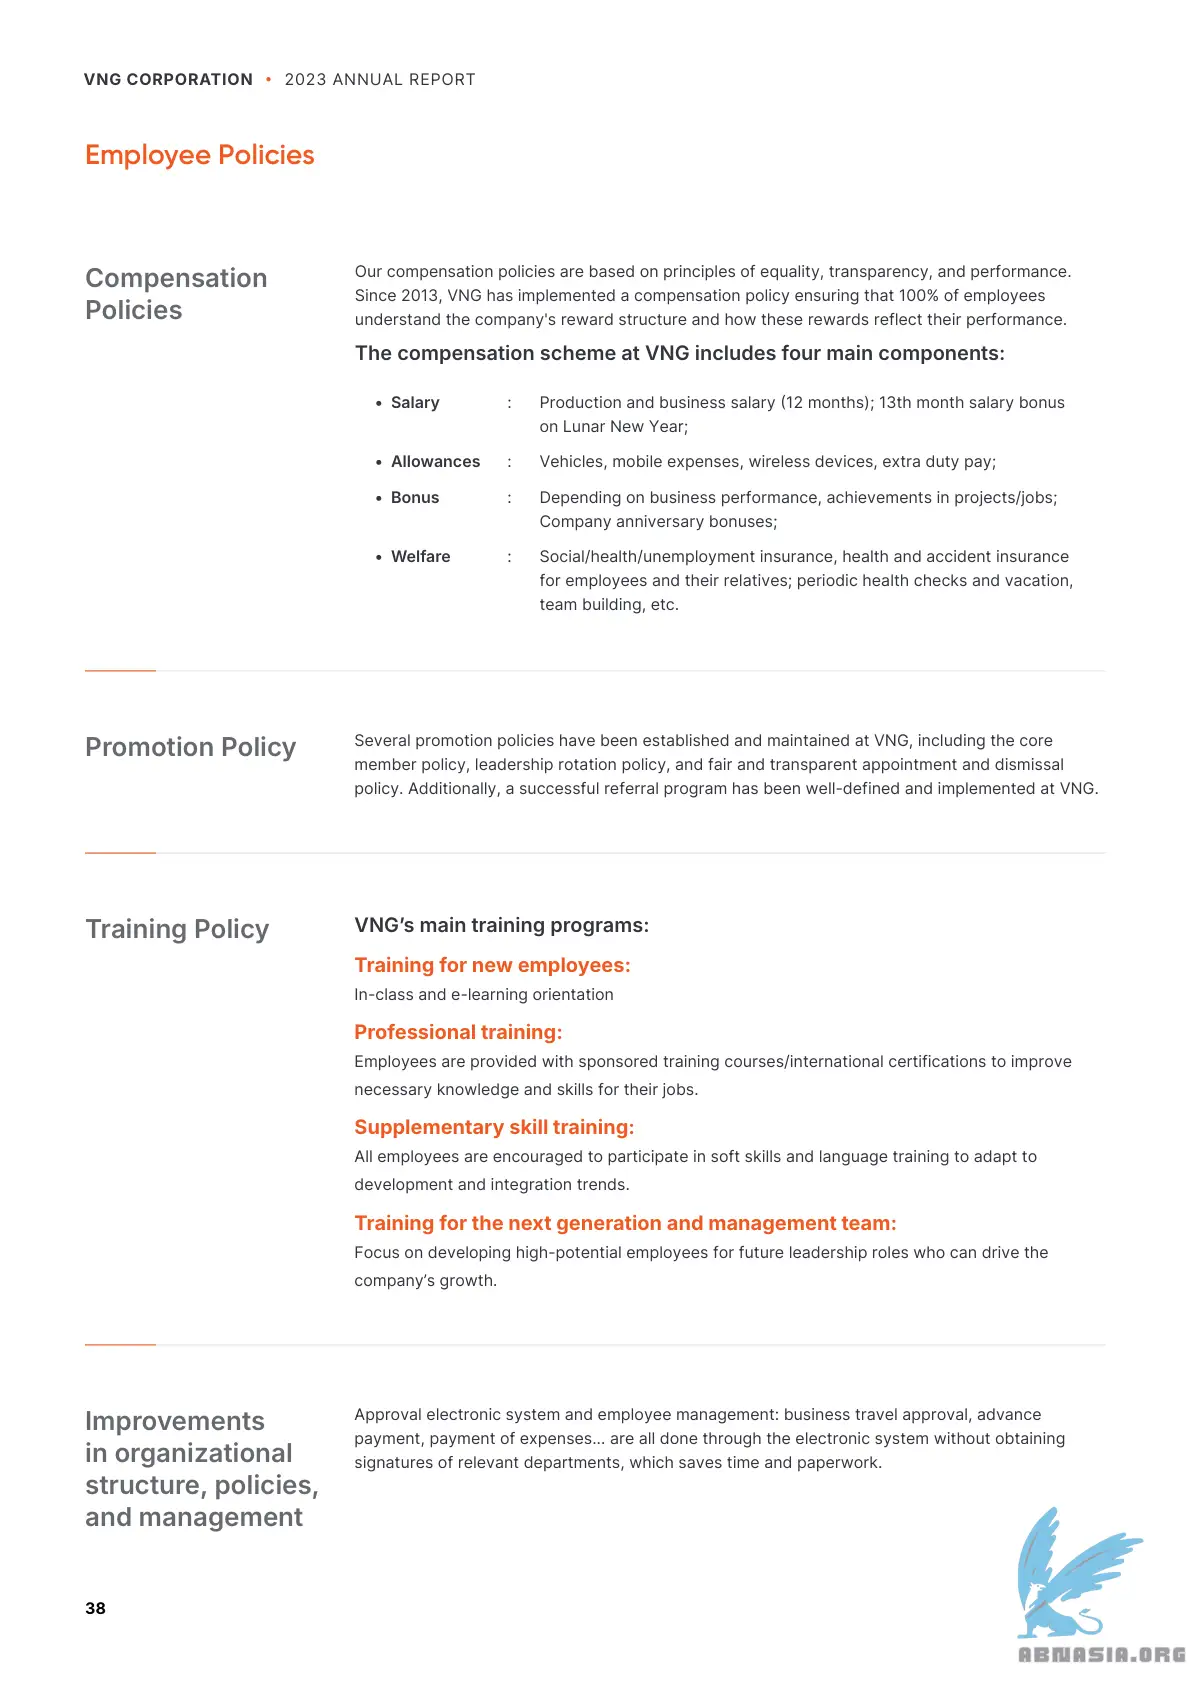 VNG CORPORATION • 2023 ANNUAL REPORT
Employee Policies
Compensation
Policies
Our compensation policies are based on principles of equality, transparency, and performance.
Since 2013, VNG has implemented a compensation policy ensuring that 100% of employees
understand the company's reward structure and how these rewards reflect their performance.
The compensation scheme at VNG includes four main components:
• Salary : Production and business salary (12 months); 13th month salary bonus
on Lunar New Year;
• Allowances : Vehicles, mobile expenses, wireless devices, extra duty pay;
• Bonus : Depending on business performance, achievements in projects/jobs;
Company anniversary bonuses;
• Welfare : Social/health/unemployment insurance, health and accident insurance
for employees and their relatives; periodic health checks and vacation,
team building, etc.
Promotion Policy
Several promotion policies have been established and maintained at VNG, including the core
member policy, leadership rotation policy, and fair and transparent appointment and dismissal
policy. Additionally, a successful referral program has been well-defined and implemented at VNG.
Training Policy
VNG’s main training programs:
Training for new employees:
In-class and e-learning orientation
Professional training:
Employees are provided with sponsored training courses/international certifications to improve
necessary knowledge and skills for their jobs.
Supplementary skill training:
All employees are encouraged to participate in soft skills and language training to adapt to
development and integration trends.
Training for the next generation and management team:
Focus on developing high-potential employees for future leadership roles who can drive the
company’s growth.
Improvements
in organizational
structure, policies,
and management
Approval electronic system and employee management: business travel approval, advance
payment, payment of expenses... are all done through the electronic system without obtaining
signatures of relevant departments, which saves time and paperwork.
38
ABNASIA.ORG